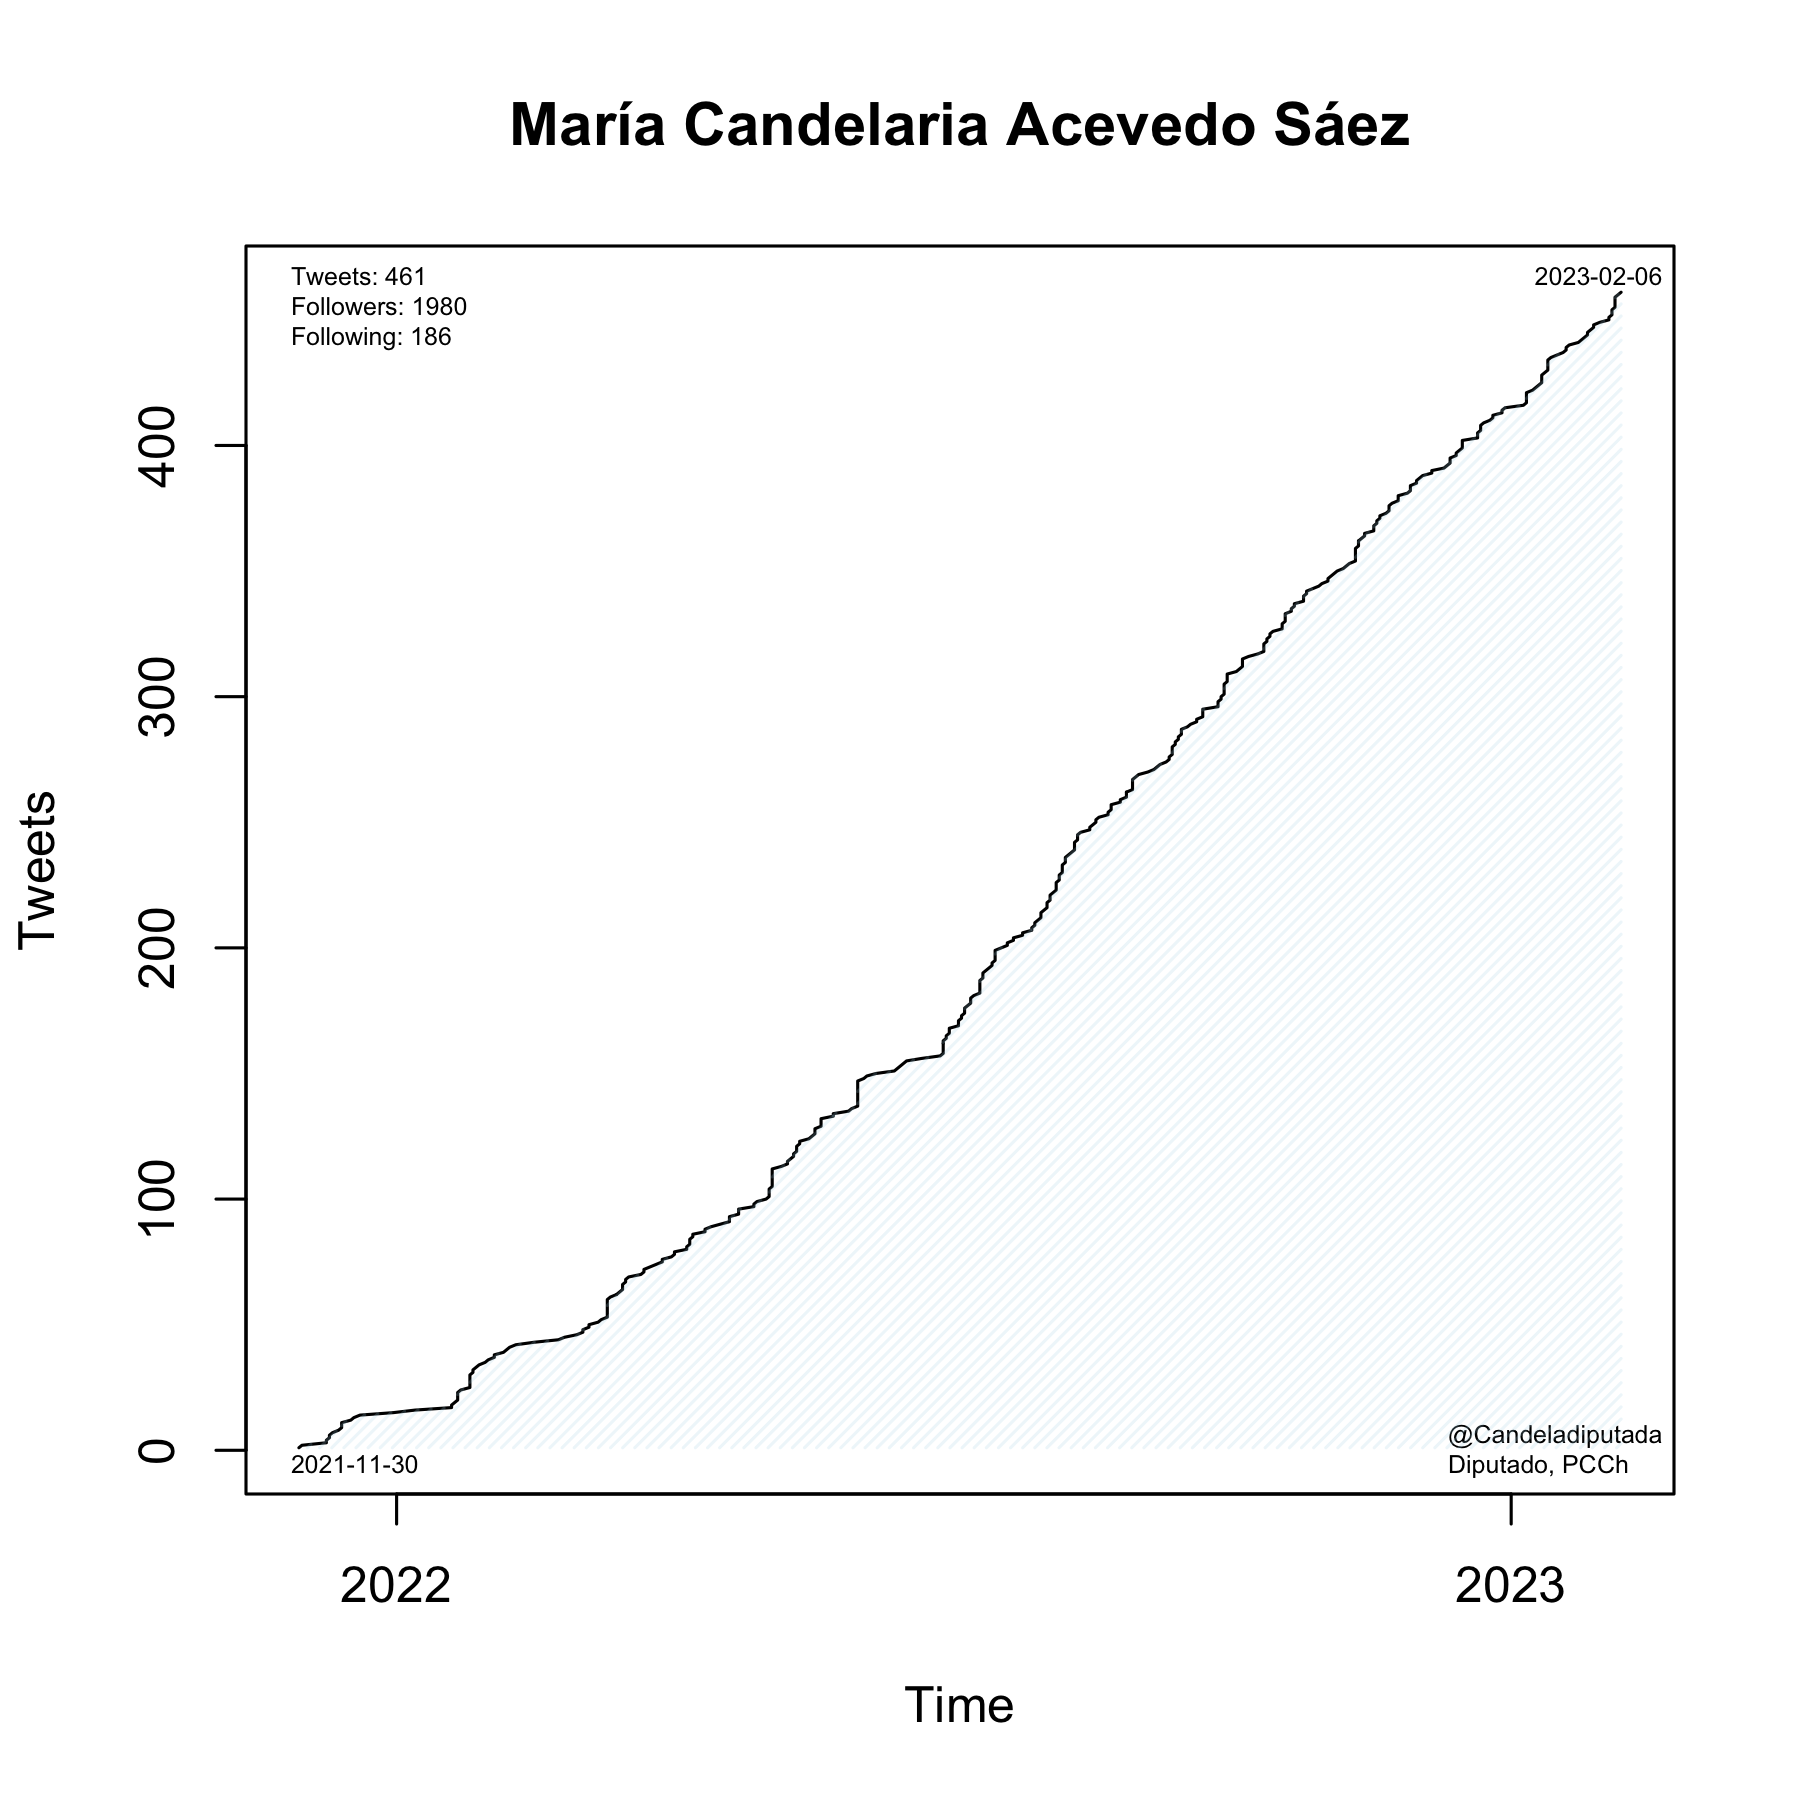 María Candelaria Acevedo Sáez
Tweets: 461
Followers: 1980
Following: 186
2023-02-06
400
300
200
100
0
Tweets
2021-11-30
@Candeladiputada
Diputado, PCCh
2022
2023
Time